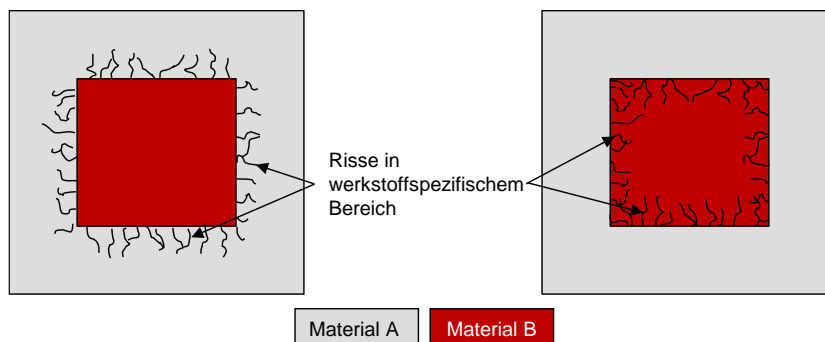 Risse in
werkstoffspezifischem
Bereich
Material A
Material B